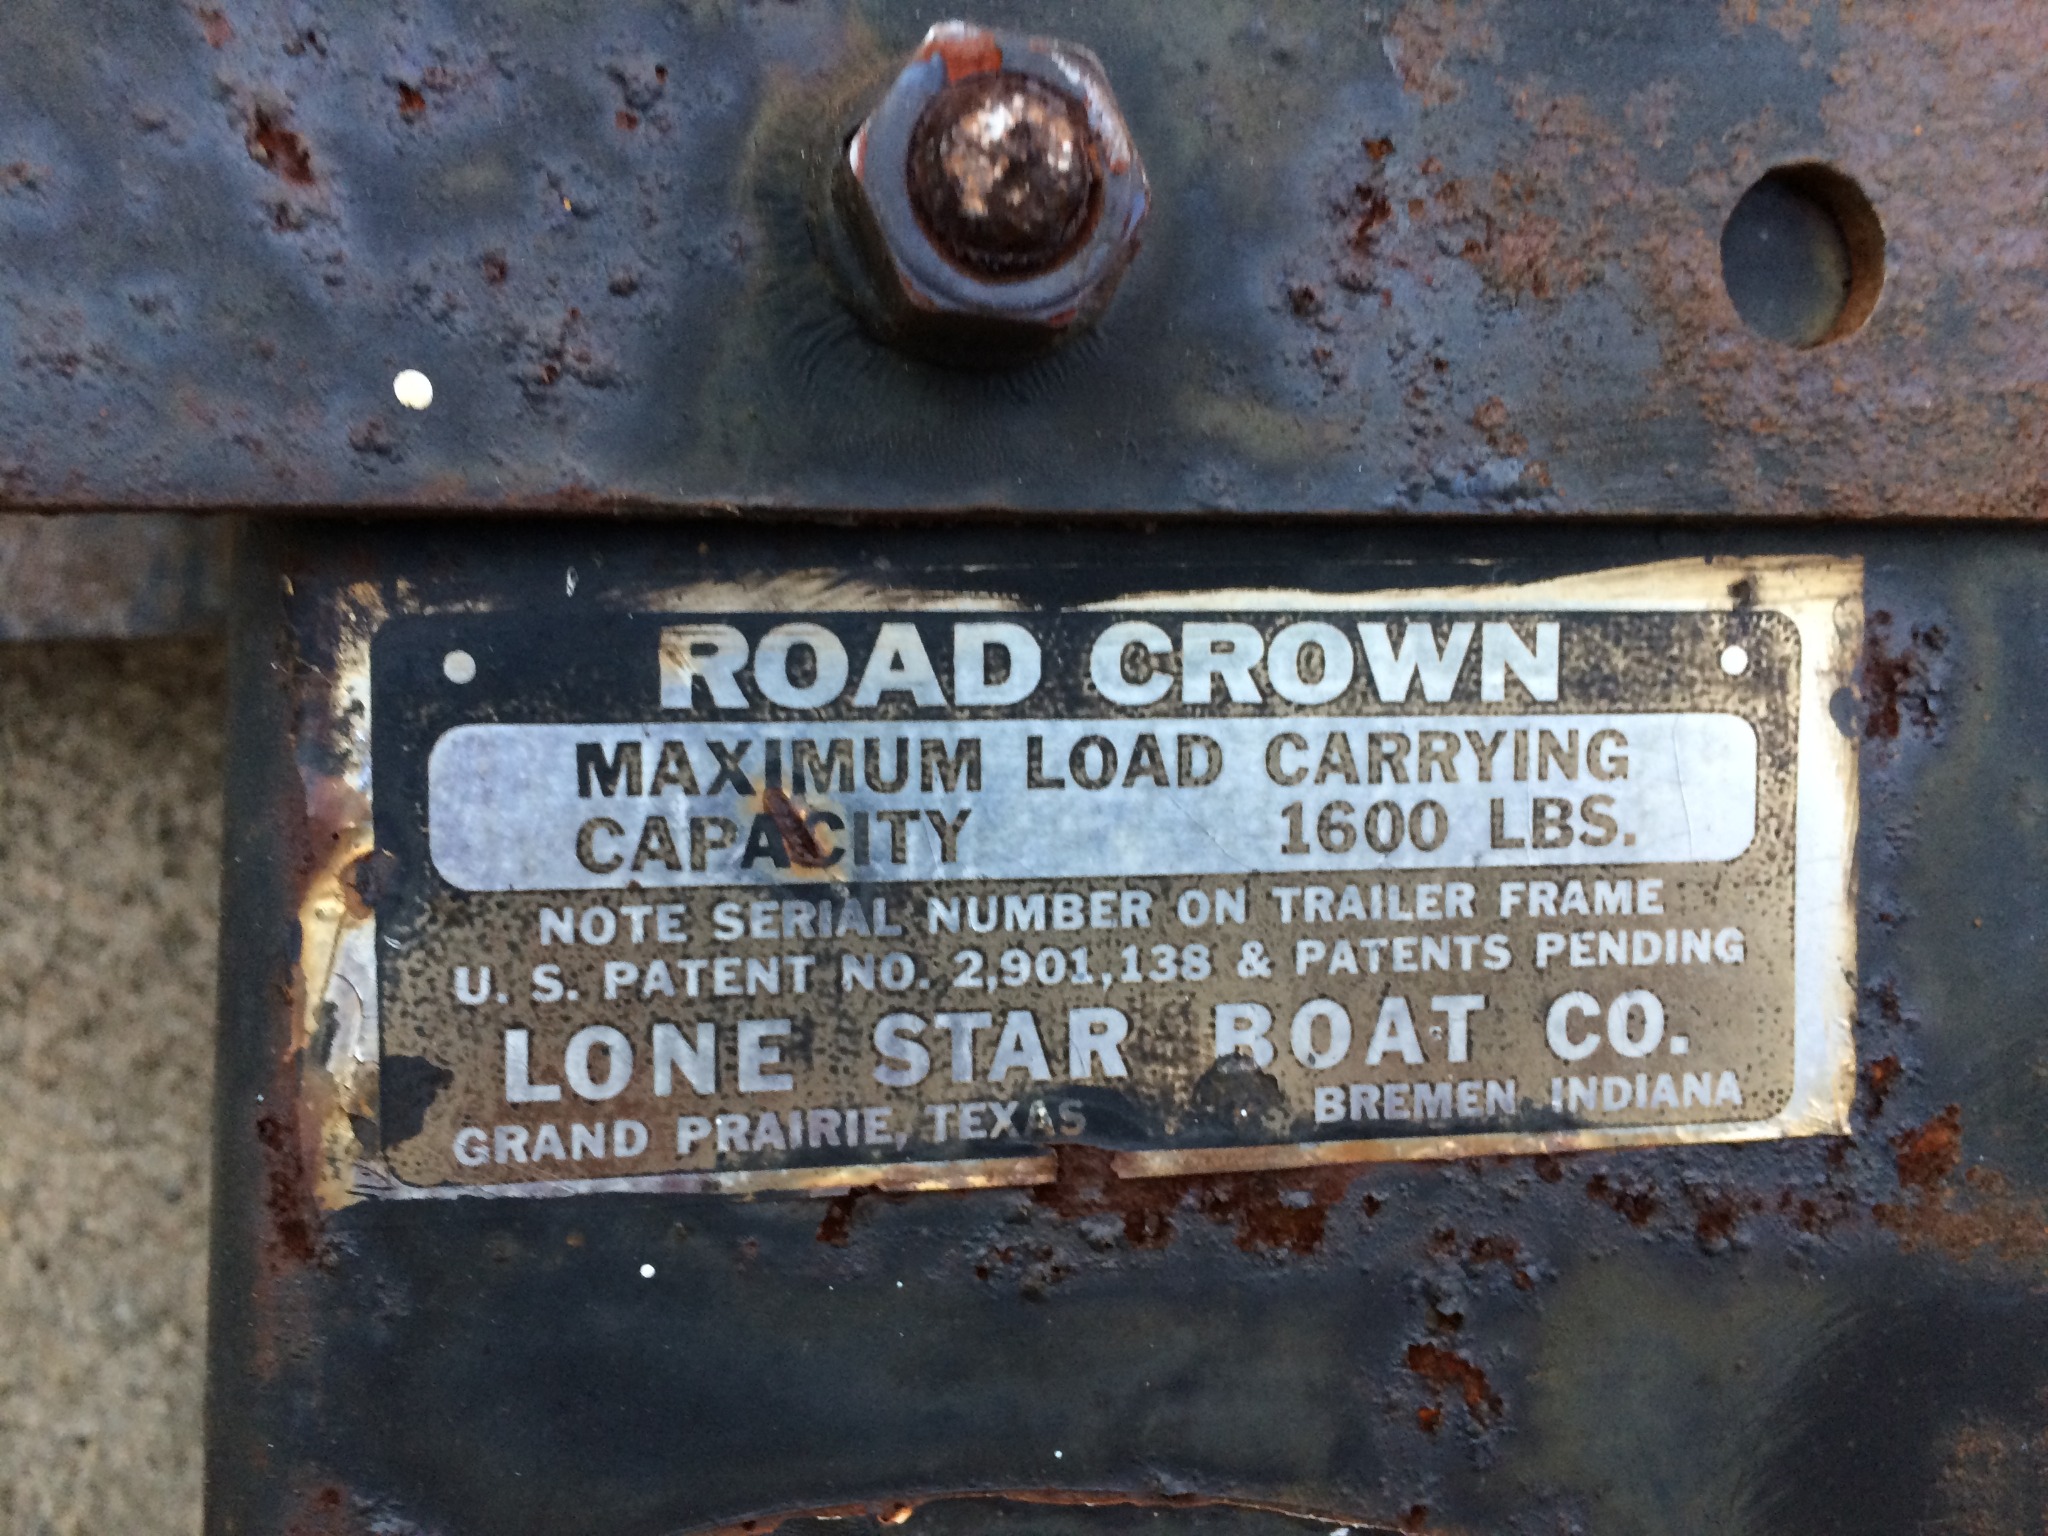 ROAD CROWN
MAXIMUM LOAD CARRYING
CAPACITY 1600 LBS.
NOTE SERIAL NUMBER ON TRAILER FRAME
U. S. PATENT NO. 2,901,138 & PATENTS PENDING
LONE STAR BOAT CO.
GRAND PRAIRIE, TEXAS BREMEN INDIANA